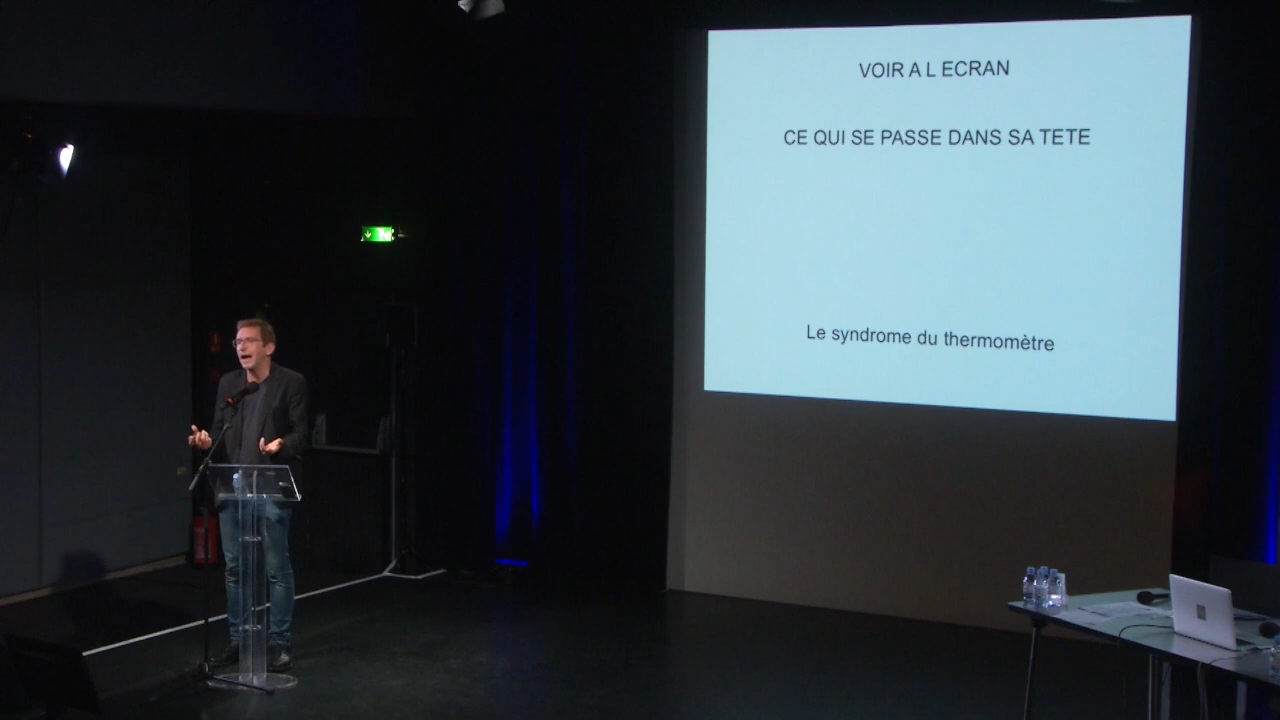 VOIR A L ECRAN
CE QUI SE PASSE DANS SA TETE
Le syndrome du thermomètre